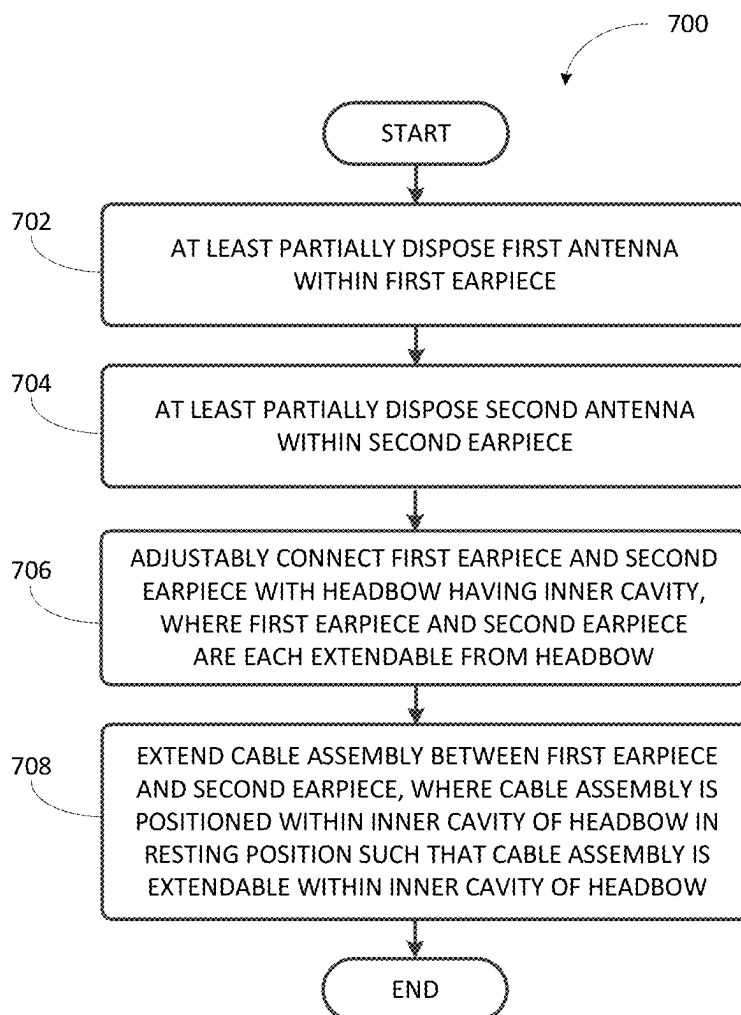 700
START
702
AT LEAST PARTIALLY DISPOSE FIRST ANTENNA
WITHIN FIRST EARPIECE
704
AT LEAST PARTIALLY DISPOSE SECOND ANTENNA
WITHIN SECOND EARPIECE
706
ADJUSTABLY CONNECT FIRST EARPIECE AND SECOND
EARPIECE WITH HEADBOW HAVING INNER CAVITY,
WHERE FIRST EARPIECE AND SECOND EARPIECE
ARE EACH EXTENDABLE FROM HEADBOW
708
EXTEND CABLE ASSEMBLY BETWEEN FIRST EARPIECE
AND SECOND EARPIECE, WHERE CABLE ASSEMBLY IS
POSITIONED WITHIN INNER CAVITY OF HEADBOW IN
RESTING POSITION SUCH THAT CABLE ASSEMBLY IS
EXTENDABLE WITHIN INNER CAVITY OF HEADBOW
END